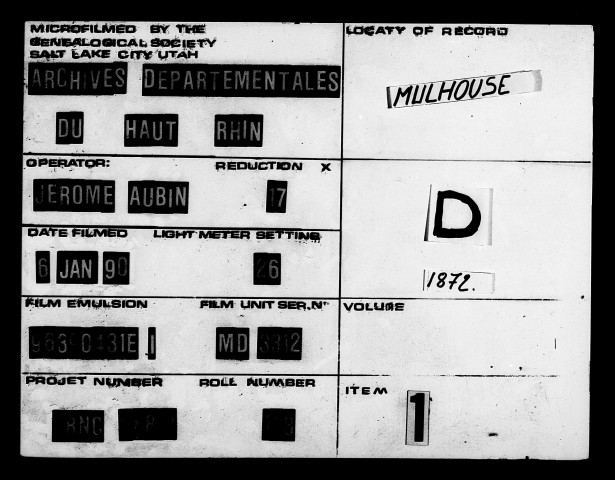 MICROFILMED BY THE
GENEALOGICAL SOCIETY
SALT LAKE CITY UTAH
ARCHIVES DEPARTEMENTALES
DU HAUT RHIN
OPERATOR: REDUCTION X
JEROME AUBIN 17
DATE FILMED LIGHT METER SETTING
6 JAN 90 26
FILM EMULSION FILM UNIT SER. N°
MD
PROJET NUMBER ROLL NUMBER
LOCATY OF RECORD
MULHOUSE
D
1872.
VOLUME
ITEM
1